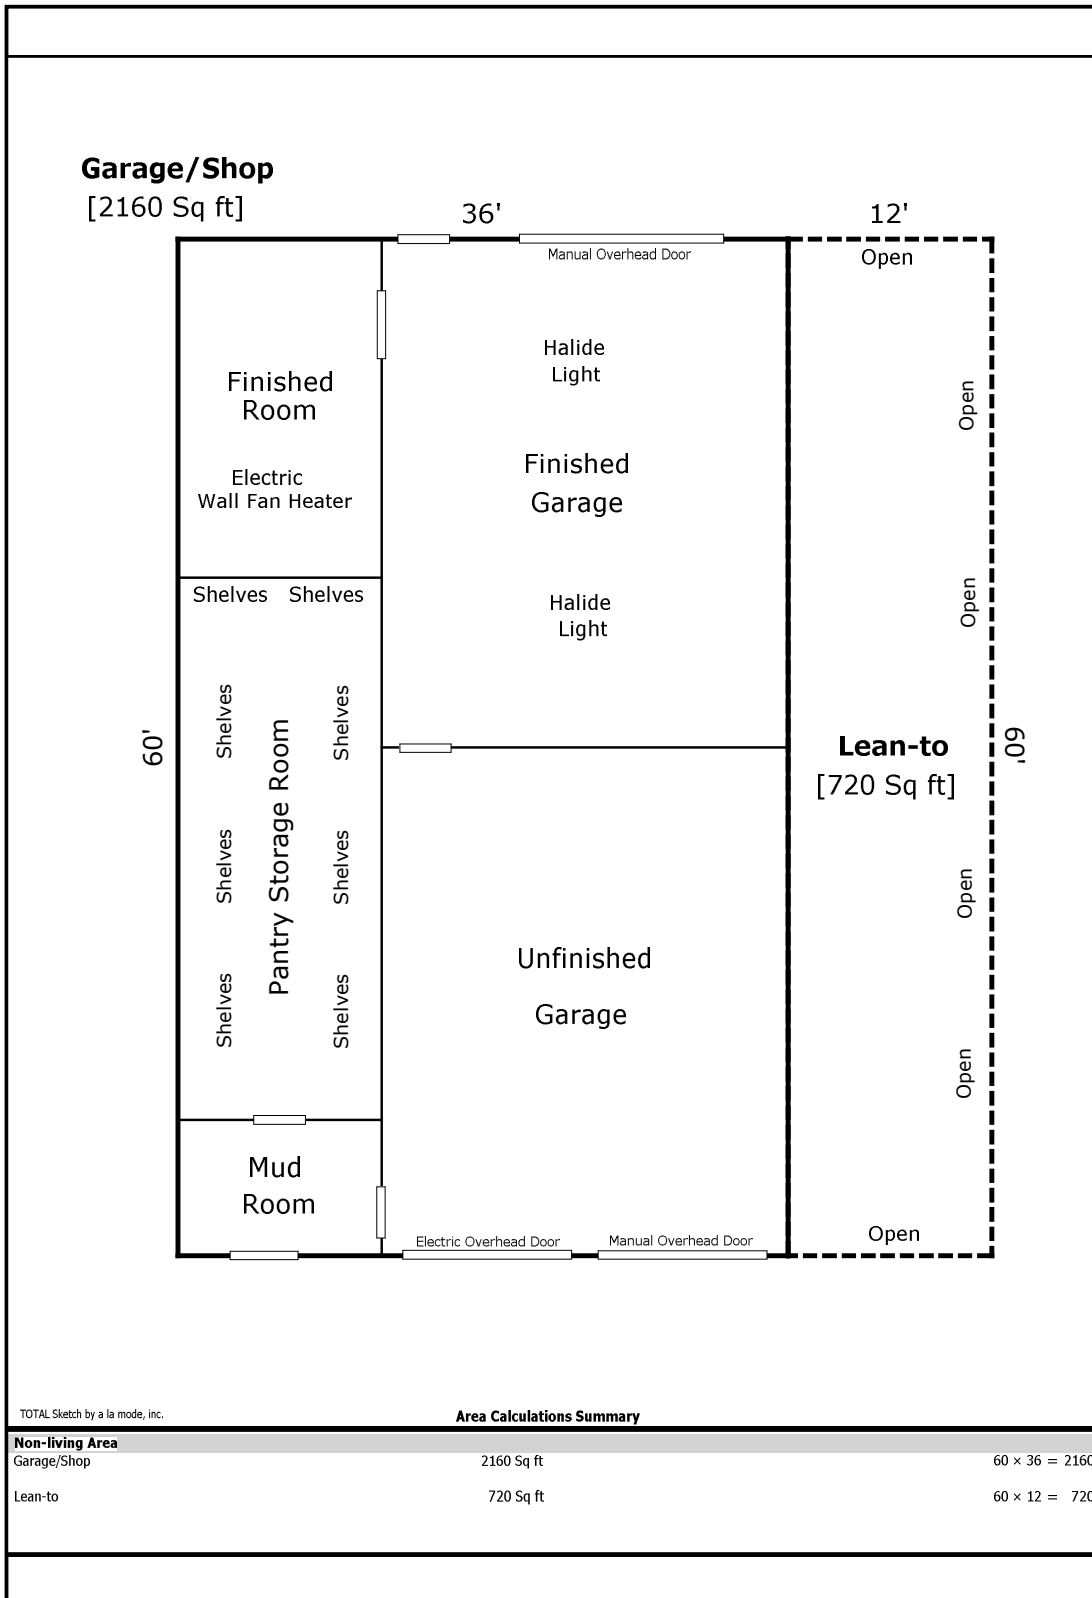 Garage/Shop
[2160 Sq ft]
36'
12'
Manual Overhead Door
Open
Halide
Light
Finished
Room
Open
Finished
Garage
Electric
Wall Fan Heater
Shelves Shelves
Halide
Light
Open
Shelves
Shelves
60'
Pantry Storage Room
Lean-to
[720 Sq ft]
60'
Shelves
Shelves
Open
Unfinished
Garage
Shelves
Shelves
Open
Mud
Room
Electric Overhead Door
Manual Overhead Door
Open
TOTAL Sketch by a la mode, inc.
Area Calculations Summary
Non-living Area
Garage/Shop 2160 Sq ft 60 × 36 = 2160
Lean-to 720 Sq ft 60 × 12 = 720